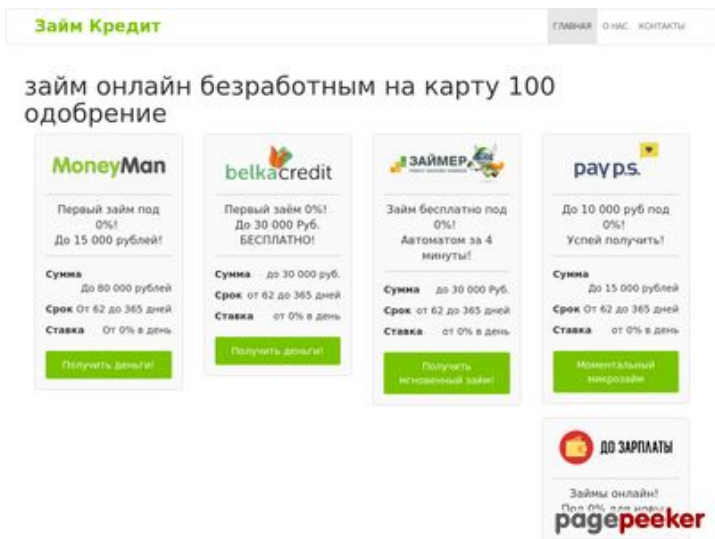 Займ Кредит
ГЛАВНАЯ О НАС КОНТАКТЫ
займ онлайн безработным на карту 100
одобрение
MoneyMan
Первый займ под
0%!
До 15 000 рублей!
Сумма
До 80 000 рублей
Срок От 62 до 365 дней
Ставка От 0% в день
Получить деньги!
belkacredit
Первый заём 0%!
До 30 000 Руб.
БЕСПЛАТНО!
Сумма до 30 000 руб.
Срок От 62 до 365 дней
Ставка от 0% в день
Получить деньги!
ЗАЙМЕР
Займ бесплатно под
0%!
Автоматом за 4
минуты!
Сумма до 30 000 Руб.
Срок от 62 до 365 дней
Ставка от 0% в день
Получить
мгновенный займ!
pay p.s.
До 10 000 руб под
0%!
Успей получить!
Сумма
До 15 000 рублей
Срок От 62 до 365 дней
Ставка от 0% в день
Моментальный
микрозайм
ДО ЗАРПЛАТЫ
Займы онлайн!
Под 0% для новых
pagepeeker